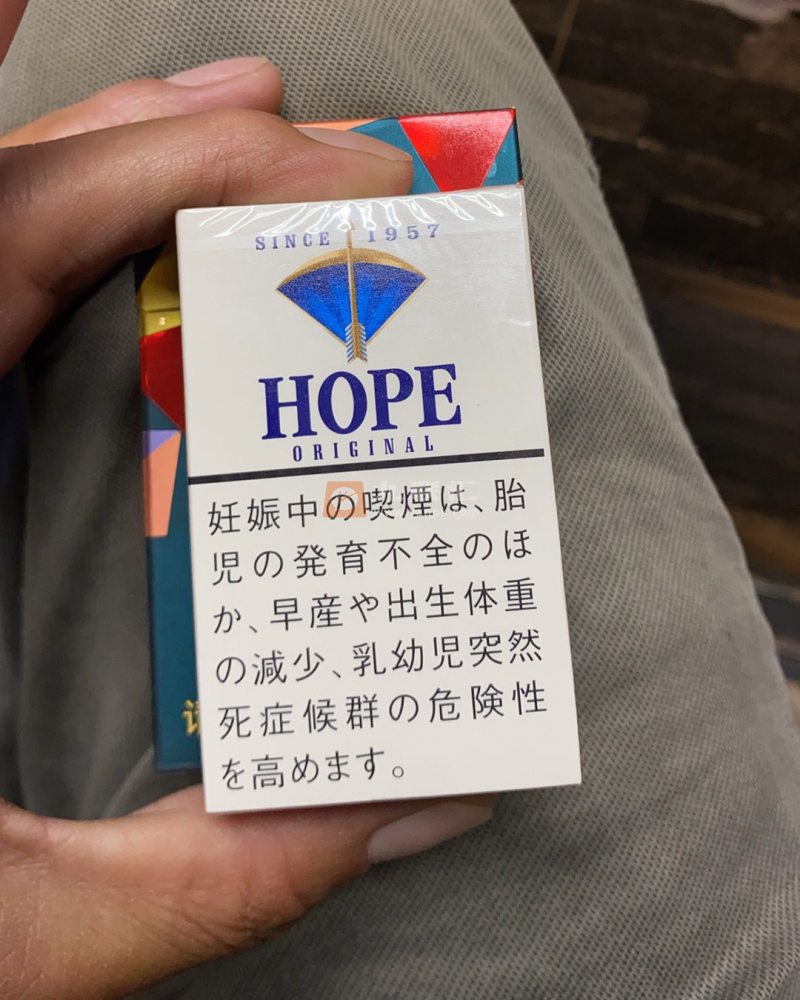 SINCE 1957
HOPE
ORIGINAL
妊娠中の喫煙は、胎
児の発育不全のほ
か、早産や出生体重
の減少、乳幼児突然
死症候群の危険性
を高めます。